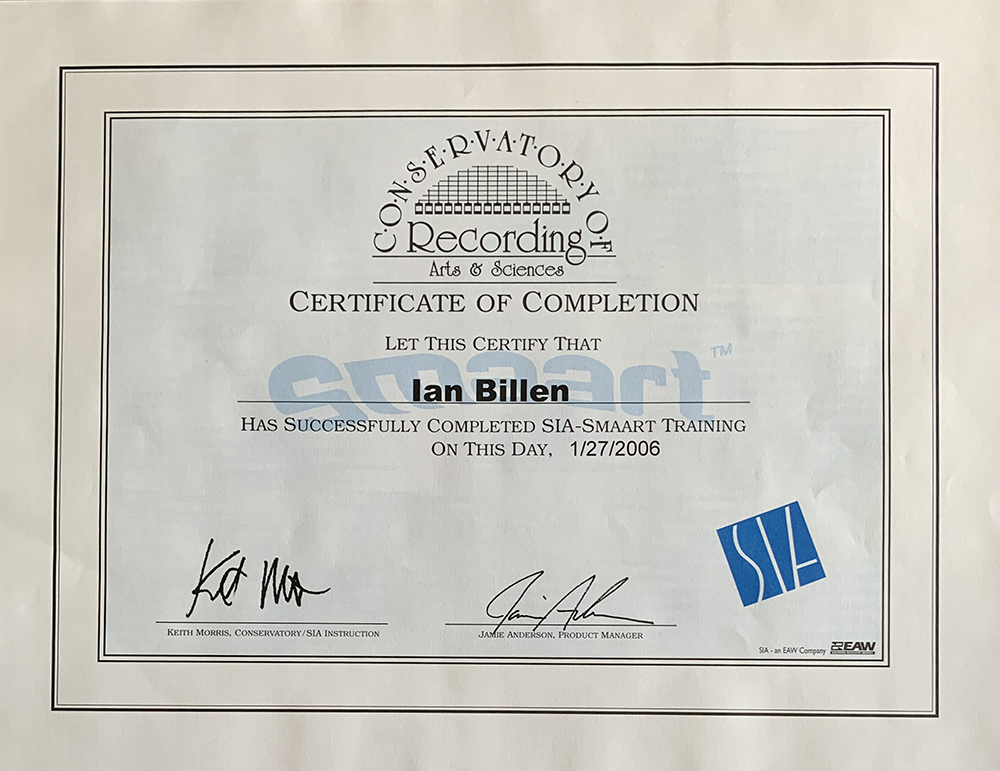 CONSERVATORY OF
Recording
Arts & Sciences
CERTIFICATE OF COMPLETION
LET THIS CERTIFY THAT
smaart™
Ian Billen
HAS SUCCESSFULLY COMPLETED SIA-SMAART TRAINING
ON THIS DAY, 1/27/2006
SIA
KEITH MORRIS, CONSERVATORY/SIA INSTRUCTION
JAMIE ANDERSON, PRODUCT MANAGER
SIA - an EAW Company EAW